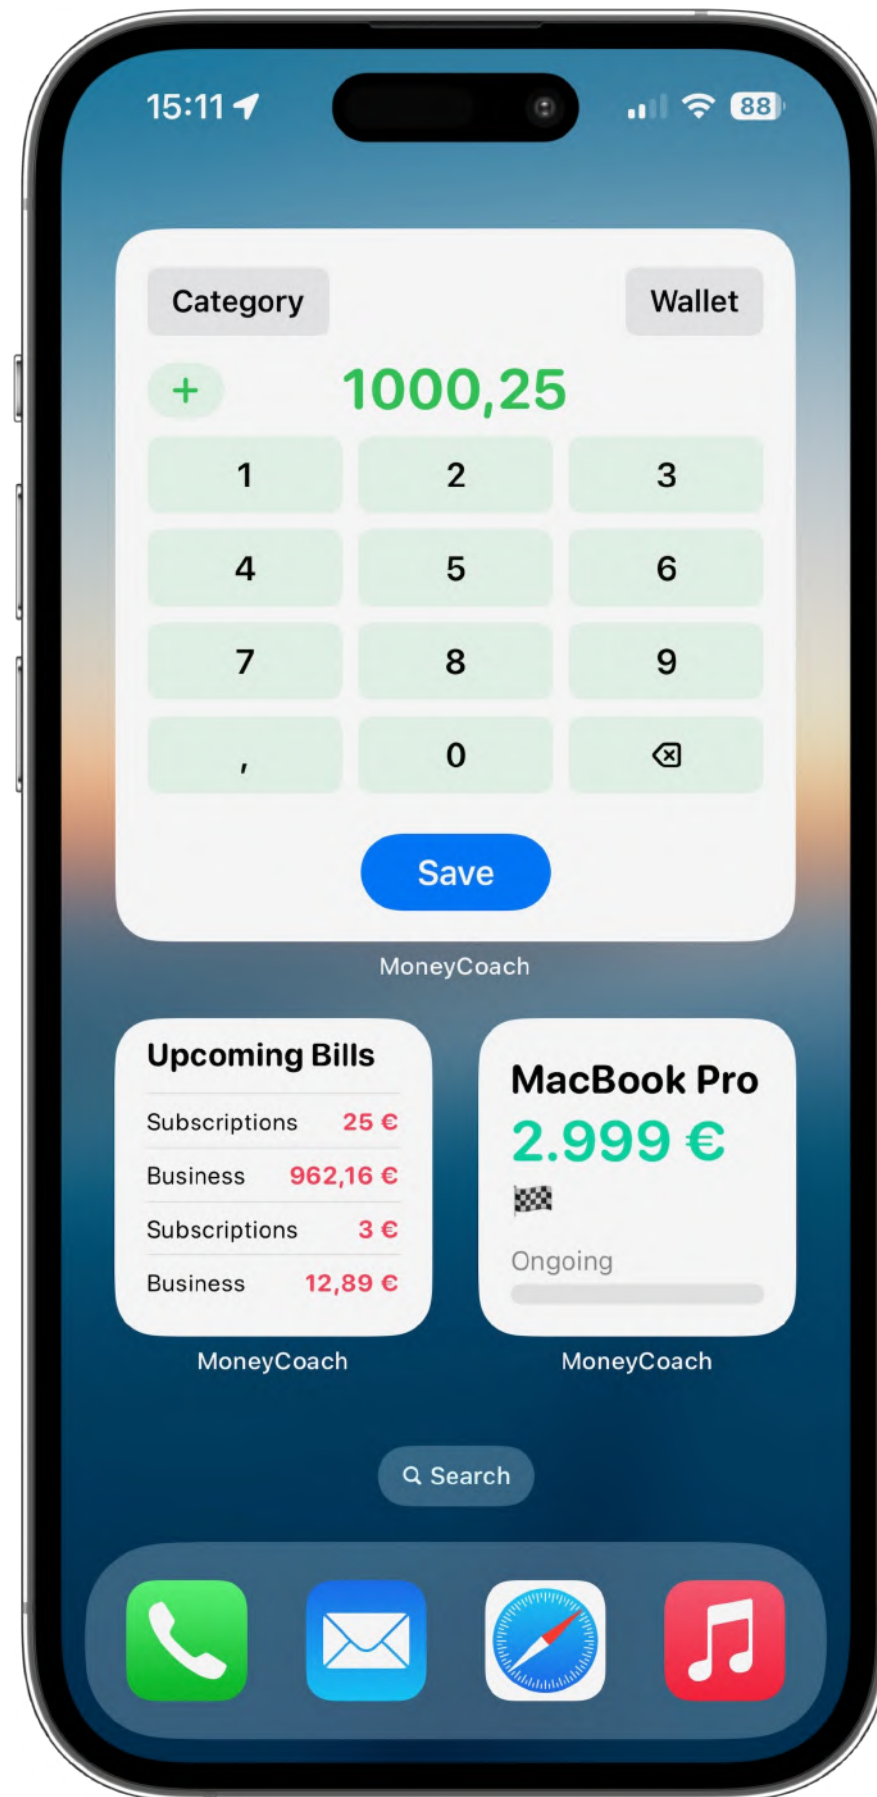 15:11 88
Category Wallet
+ 1000,25
1 2 3
4 5 6
7 8 9
, 0
Save
MoneyCoach
Upcoming Bills
Subscriptions 25 €
Business 962,16 €
Subscriptions 3 €
Business 12,89 €
MoneyCoach
MacBook Pro
2.999 €
Ongoing
MoneyCoach
Search